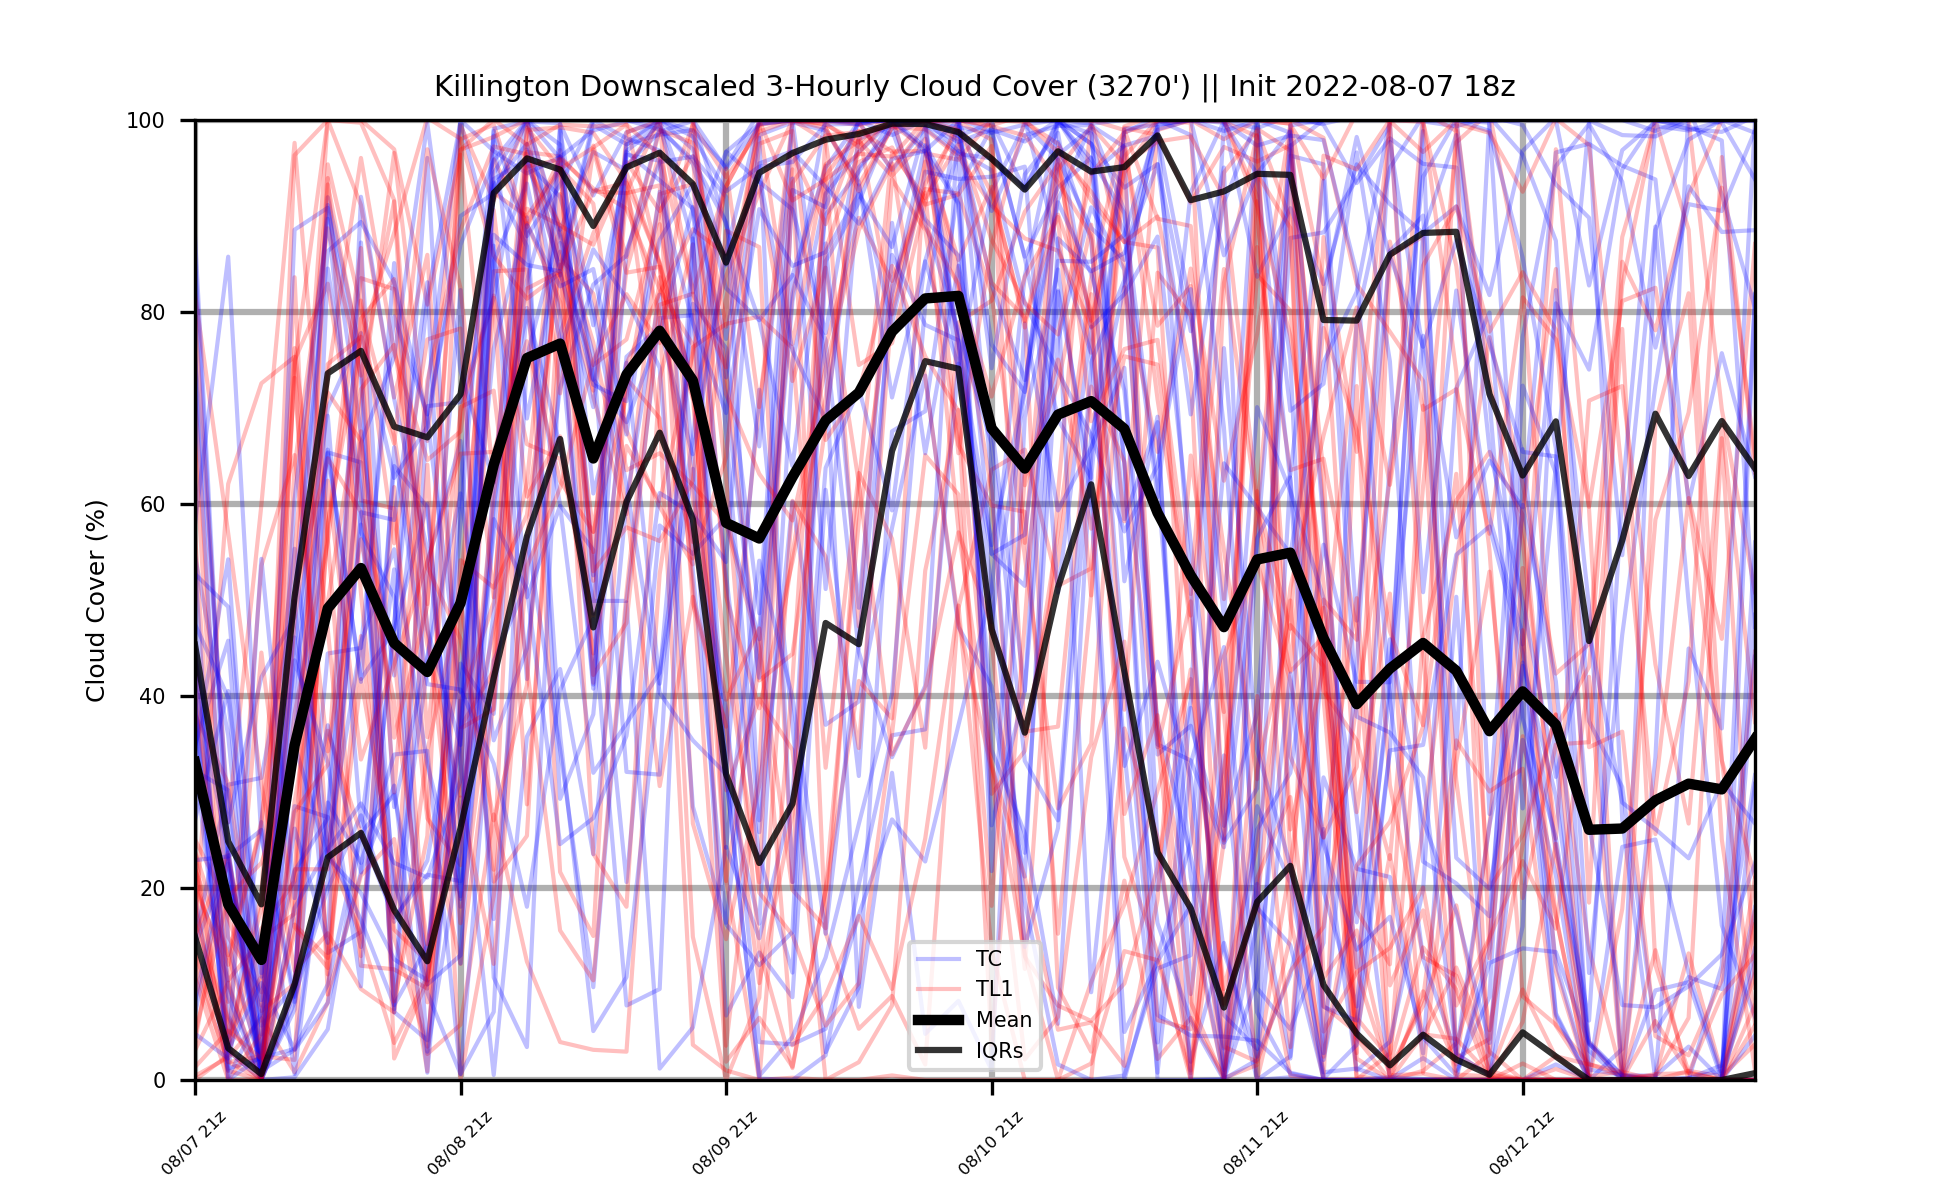 Killington Downscaled 3-Hourly Cloud Cover (3270') || Init 2022-08-07 18z
Cloud Cover (%)
100
80
60
40
20
0
TC
TL1
Mean
IQRs
08/07 21z
08/08 21z
08/09 21z
08/10 21z
08/11 21z
08/12 21z